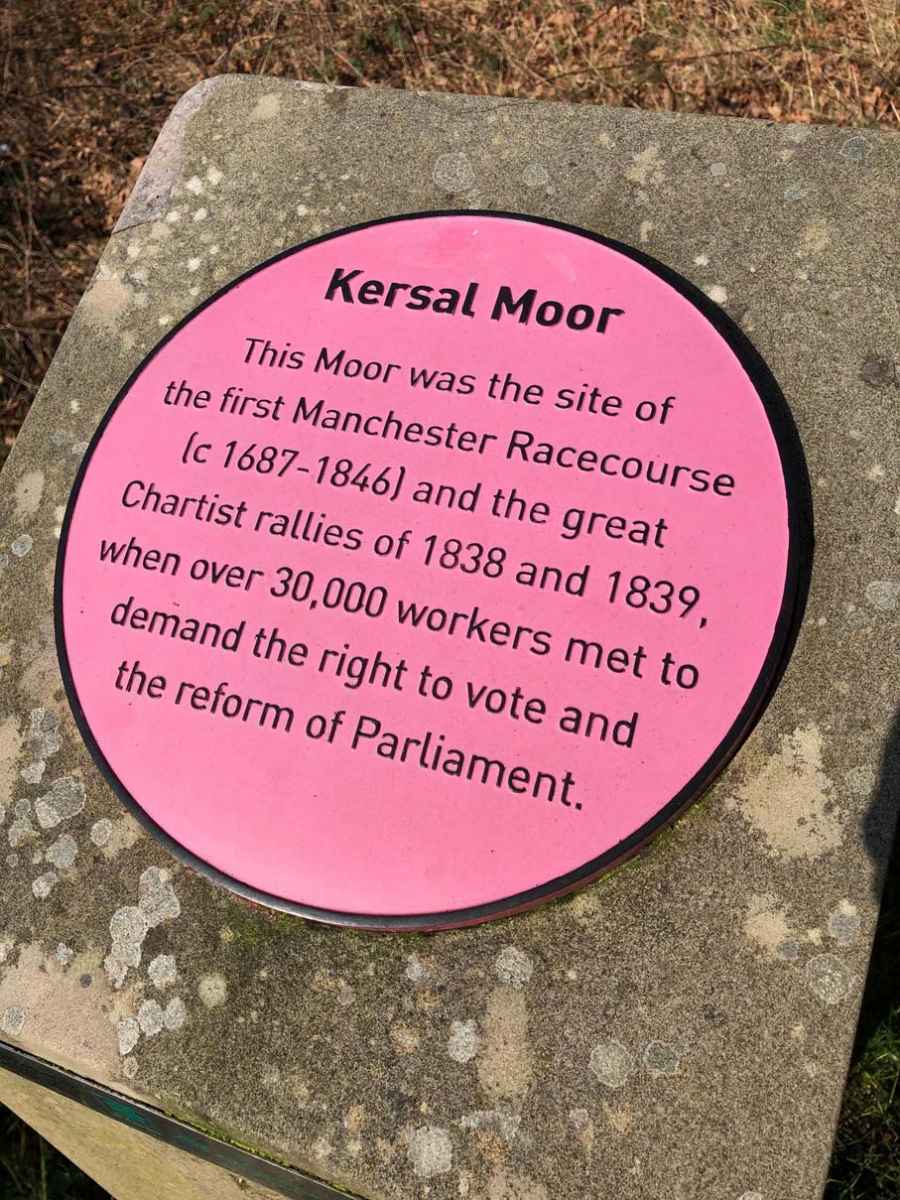 Kersal Moor
This Moor was the site of
the first Manchester Racecourse
(c 1687-1846) and the great
Chartist rallies of 1838 and 1839,
when over 30,000 workers met to
demand the right to vote and
the reform of Parliament.